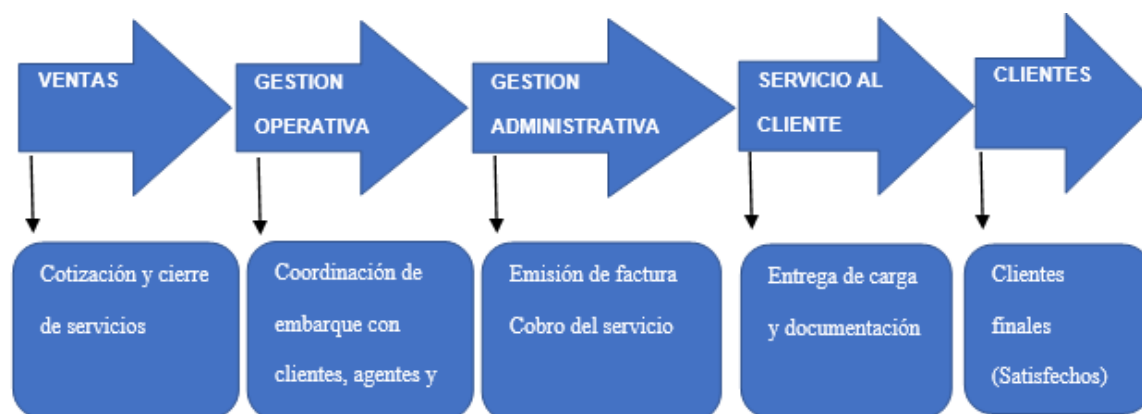 VENTAS
GESTION
OPERATIVA
GESTION
ADMINISTRATIVA
SERVICIO AL
CLIENTE
CLIENTES
Cotización y cierre
de servicios
Coordinación de
embarque con
clientes, agentes y
Emisión de factura
Cobro del servicio
Entrega de carga
y documentación
Clientes
finales
(Satisfechos)